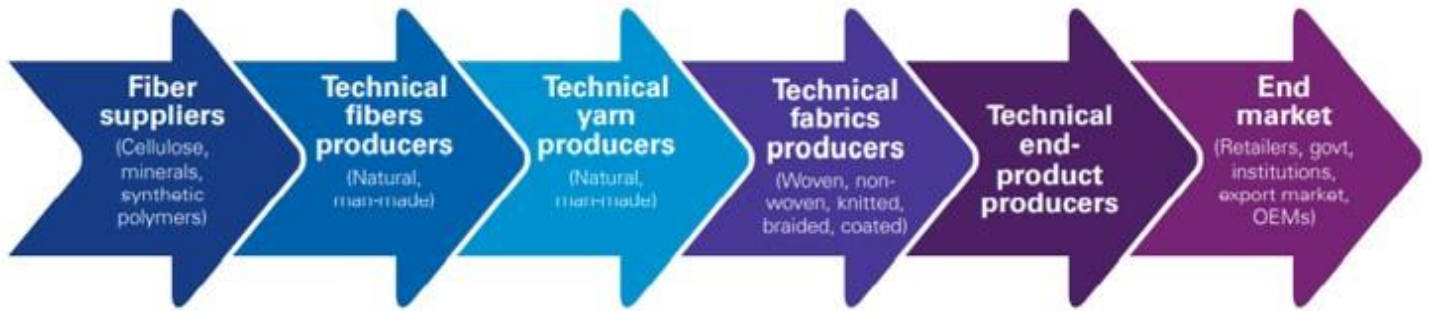 Fiber
suppliers
(Cellulose,
minerals,
synthetic
polymers)
Technical
fibers
producers
(Natural,
man-made)
Technical
yarn
producers
(Natural,
man-made)
Technical
fabrics
producers
(Woven, non-
woven, knitted,
braided, coated)
Technical
end-
product
producers
End
market
(Retailers, govt,
institutions,
export market,
OEMs)